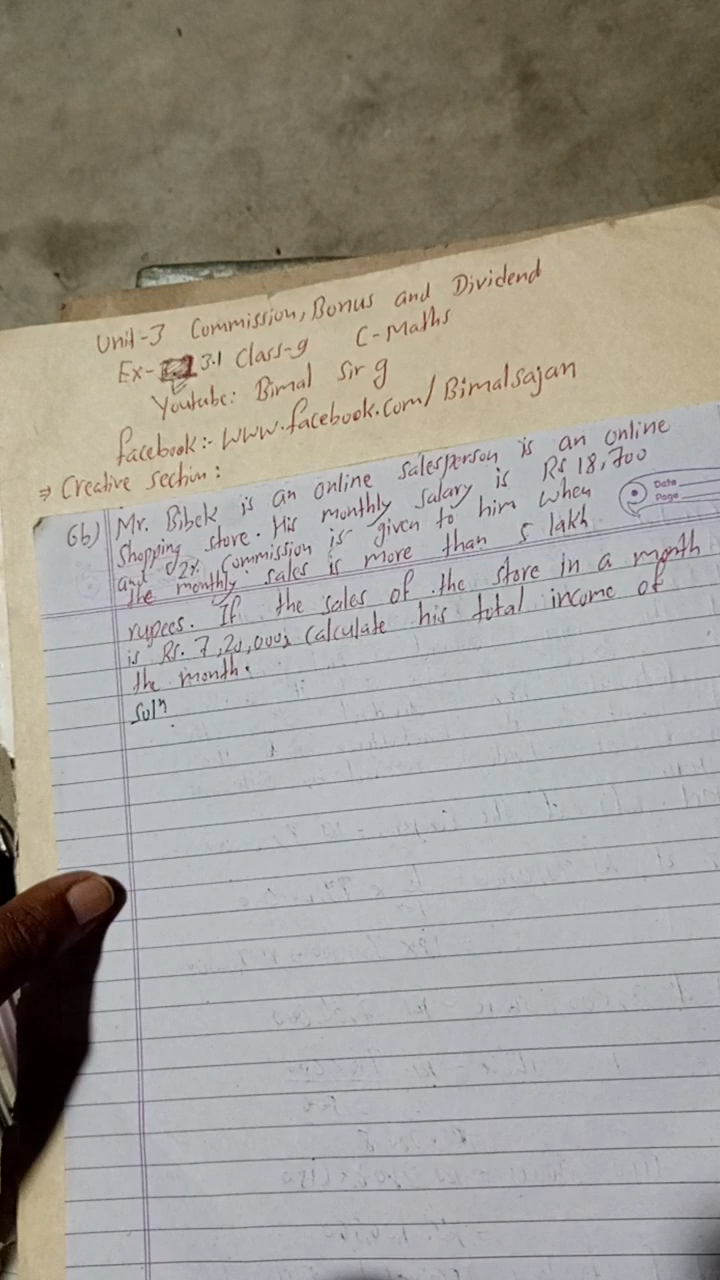 Unit-3 Commission, Bonus and Dividend
Ex- 3.1 Class-9 C-Maths
Youtube: Bimal Sir g
facebook:- www.facebook.com/Bimalsajan
⇒ Creative section:
6b) Mr. Bibek is an online salesperson is an online
Shopping store. His monthly salary is Rs 18,700
and 2% Commission is given to him when
the monthly sales is more than 5 lakh
Date
Page
rupees. If the sales of the store in a month
is Rs. 7,20,000, calculate his total income of
the month.
Solⁿ